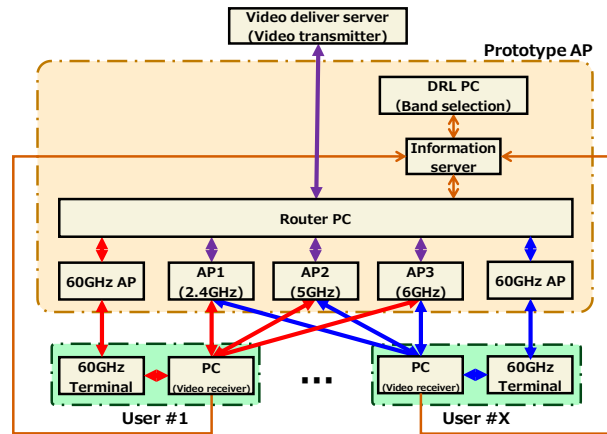 Video deliver server
(Video transmitter)
Prototype AP
DRL PC
(Band selection)
Information
server
Router PC
60GHz AP
AP1
(2.4GHz)
AP2
(5GHz)
AP3
(6GHz)
60GHz AP
60GHz
Terminal
PC
(Video receiver)
...
PC
(Video receiver)
60GHz
Terminal
User #1
User #X